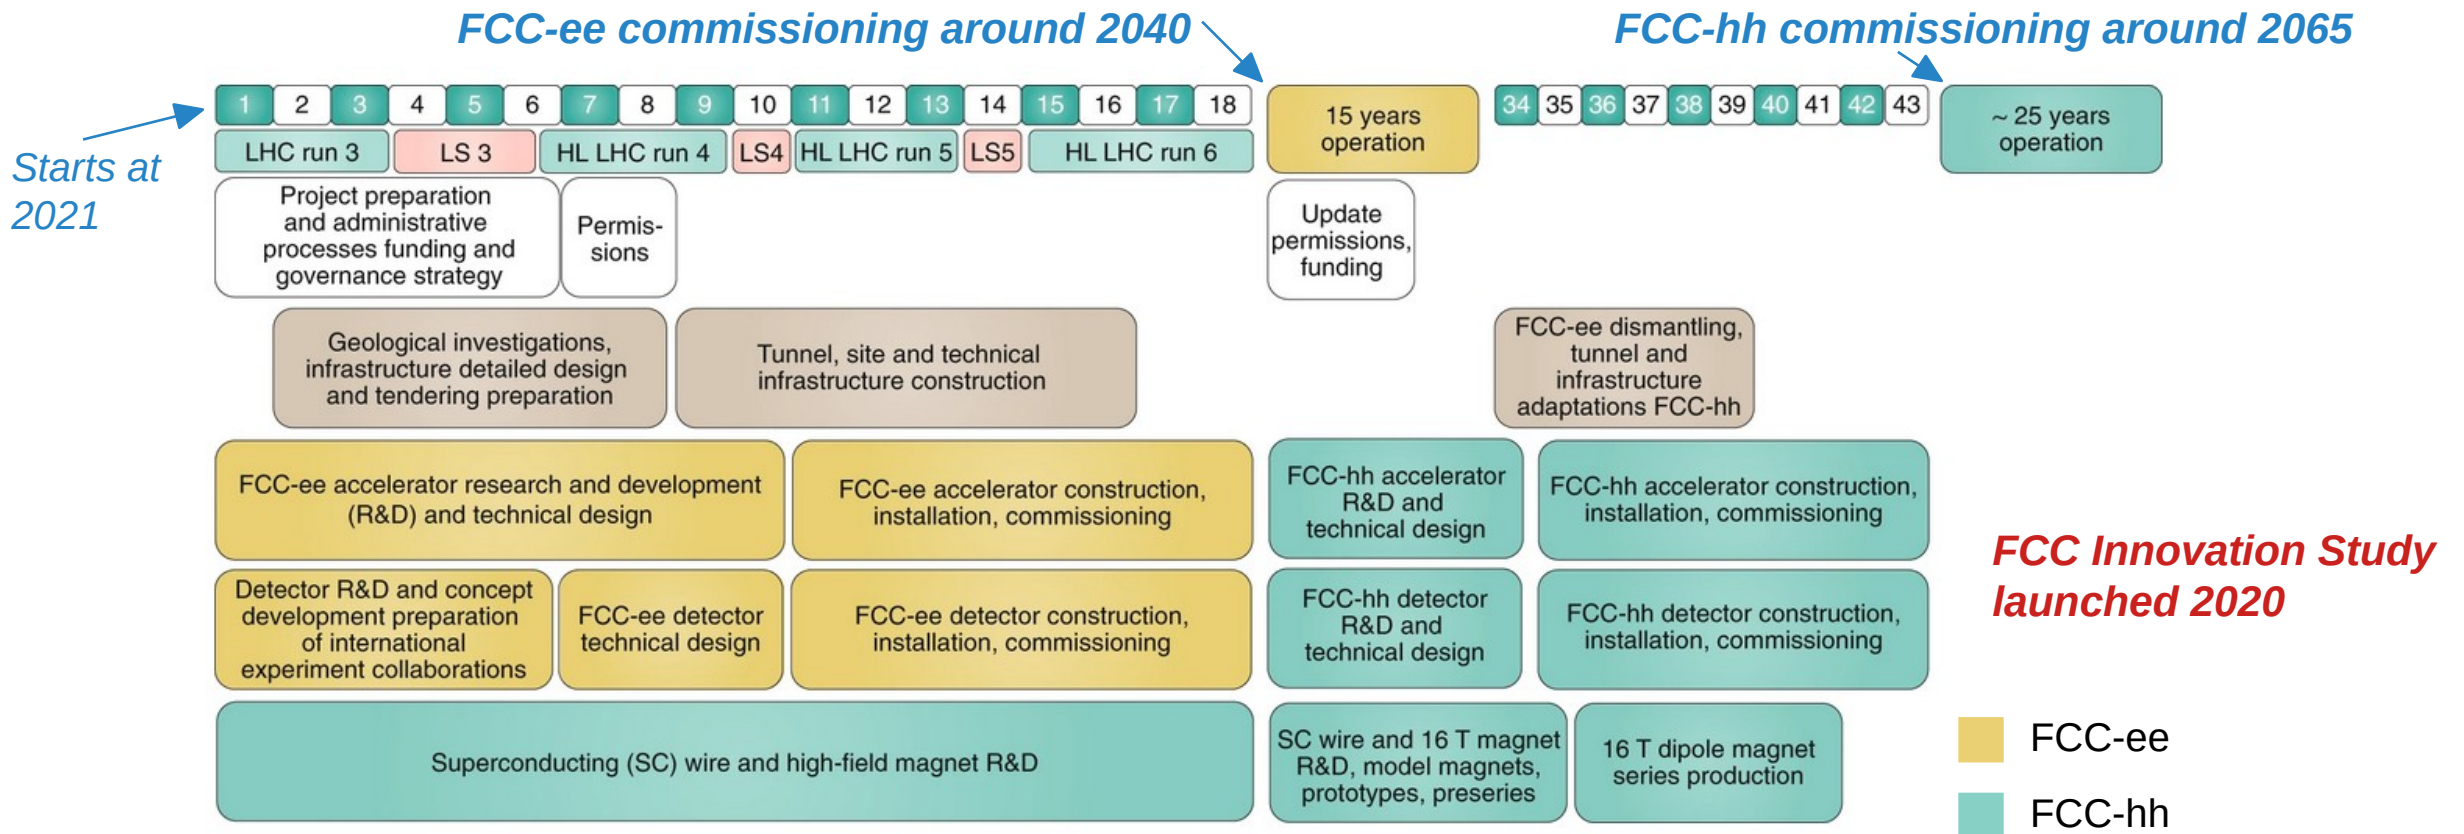 FCC-ee commissioning around 2040
FCC-hh commissioning around 2065
Starts at
2021
1 2 3 4 5 6 7 8 9 10 11 12 13 14 15 16 17 18
15 years
operation
34 35 36 37 38 39 40 41 42 43
~ 25 years
operation
LHC run 3
LS 3
HL LHC run 4
LS4
HL LHC run 5
LS5
HL LHC run 6
Project preparation
and administrative
processes funding and
governance strategy
Permis-
sions
Update
permissions,
funding
Geological investigations,
infrastructure detailed design
and tendering preparation
Tunnel, site and technical
infrastructure construction
FCC-ee dismantling,
tunnel and
infrastructure
adaptations FCC-hh
FCC-ee accelerator research and development
(R&D) and technical design
FCC-ee accelerator construction,
installation, commissioning
FCC-hh accelerator
R&D and
technical design
FCC-hh accelerator construction,
installation, commissioning
Detector R&D and concept
development preparation
of international
experiment collaborations
FCC-ee detector
technical design
FCC-ee detector construction,
installation, commissioning
FCC-hh detector
R&D and
technical design
FCC-hh detector construction,
installation, commissioning
FCC Innovation Study
launched 2020
Superconducting (SC) wire and high-field magnet R&D
SC wire and 16 T magnet
R&D, model magnets,
prototypes, preseries
16 T dipole magnet
series production
FCC-ee
FCC-hh